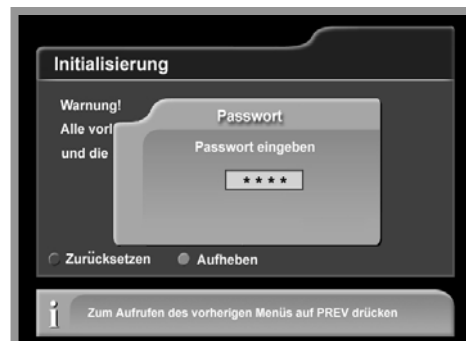 Initialisierung
Warnung!
Alle vorl
und die
Passwort
Passwort eingeben
* * * *
Zurücksetzen
Aufheben
i
Zum Aufrufen des vorherigen Menüs auf PREV drücken